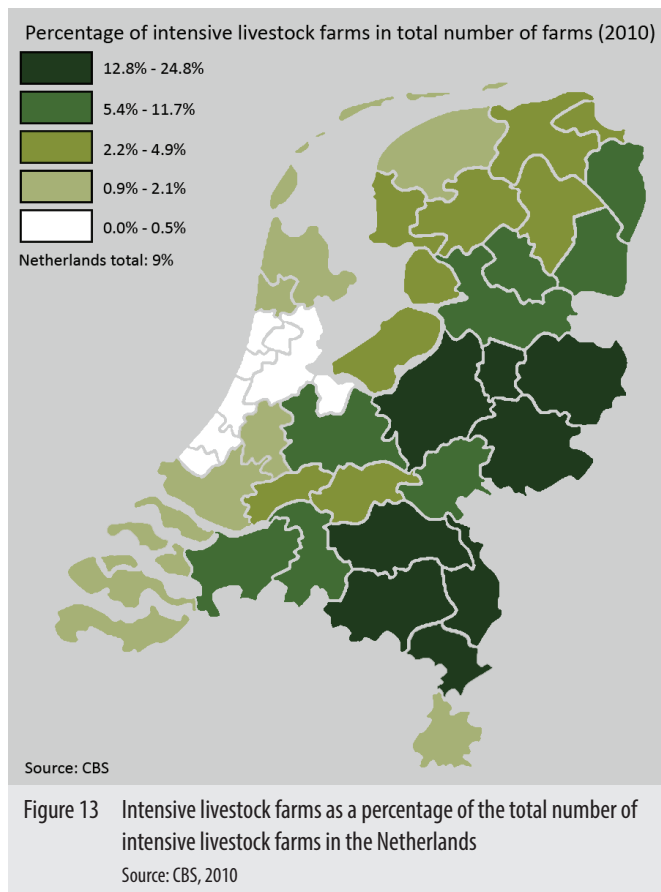 Percentage of intensive livestock farms in total number of farms (2010)
12.8% - 24.8%
5.4% - 11.7%
2.2% - 4.9%
0.9% - 2.1%
0.0% - 0.5%
Netherlands total: 9%
Source: CBS
Figure 13 Intensive livestock farms as a percentage of the total number of
intensive livestock farms in the Netherlands
Source: CBS, 2010